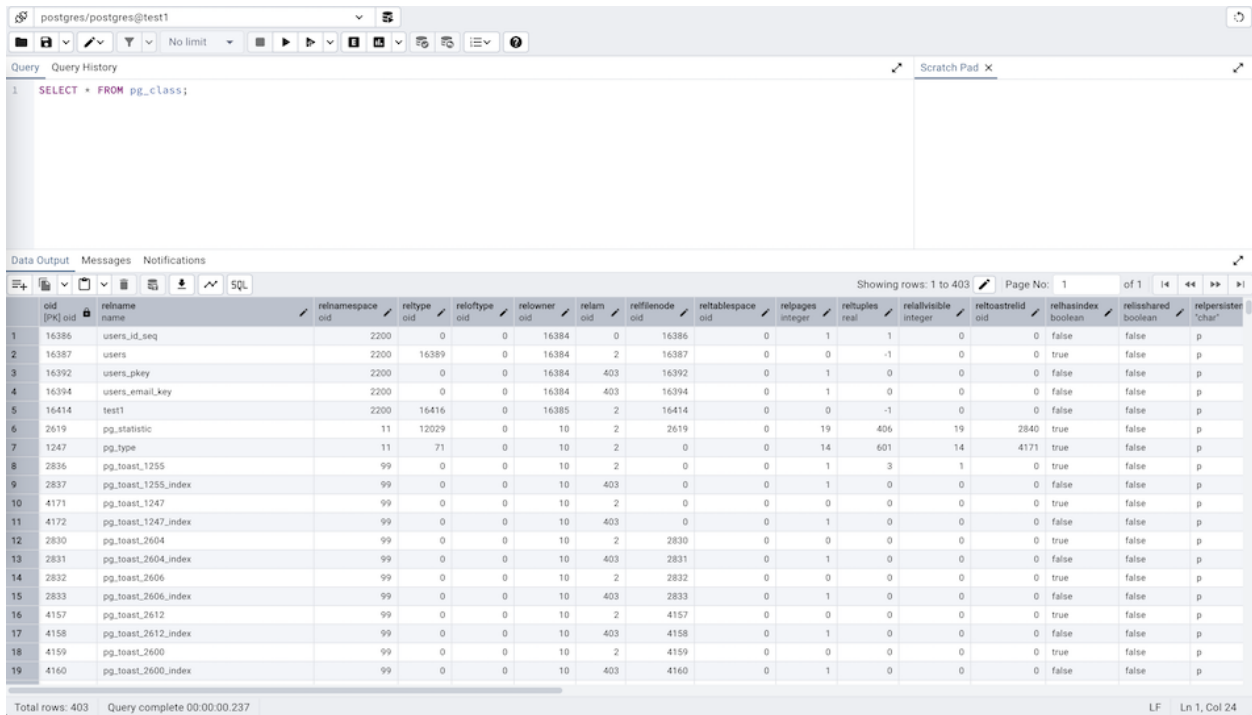 postgres/postgres@test1
No limit
Query Query History
Scratch Pad
1 SELECT * FROM pg_class;
Data Output Messages Notifications
SQL Showing rows: 1 to 403 Page No: 1 of 1
oid relname relnamespace reltype reloftype relowner relam relfilenode reltablespace relpages reltuples relallvisible reltoastrelid relhasindex relisshared relpersisten
[PK] oid name oid oid oid oid oid oid oid integer real integer oid boolean boolean "char"
1 16386 users_id_seq 2200 0 0 16384 0 16386 0 1 1 0 0 false false p
2 16387 users 2200 16389 0 16384 2 16387 0 0 -1 0 0 true false p
3 16392 users_pkey 2200 0 0 16384 403 16392 0 1 0 0 0 false false p
4 16394 users_email_key 2200 0 0 16384 403 16394 0 1 0 0 0 false false p
5 16414 test1 2200 16416 0 16385 2 16414 0 0 -1 0 0 false false p
6 2619 pg_statistic 11 12029 0 10 2 2619 0 19 406 19 2840 true false p
7 1247 pg_type 11 71 0 10 2 0 0 14 601 14 4171 true false p
8 2836 pg_toast_1255 99 0 0 10 2 0 0 1 3 1 0 true false p
9 2837 pg_toast_1255_index 99 0 0 10 403 0 0 1 0 0 0 false false p
10 4171 pg_toast_1247 99 0 0 10 2 0 0 0 0 0 0 true false p
11 4172 pg_toast_1247_index 99 0 0 10 403 0 0 1 0 0 0 false false p
12 2830 pg_toast_2604 99 0 0 10 2 2830 0 0 0 0 0 true false p
13 2831 pg_toast_2604_index 99 0 0 10 403 2831 0 1 0 0 0 false false p
14 2832 pg_toast_2606 99 0 0 10 2 2832 0 0 0 0 0 true false p
15 2833 pg_toast_2606_index 99 0 0 10 403 2833 0 1 0 0 0 false false p
16 4157 pg_toast_2612 99 0 0 10 2 4157 0 0 0 0 0 true false p
17 4158 pg_toast_2612_index 99 0 0 10 403 4158 0 1 0 0 0 false false p
18 4159 pg_toast_2600 99 0 0 10 2 4159 0 0 0 0 0 true false p
19 4160 pg_toast_2600_index 99 0 0 10 403 4160 0 1 0 0 0 false false p
Total rows: 403 Query complete 00:00:00.237 LF Ln 1, Col 24